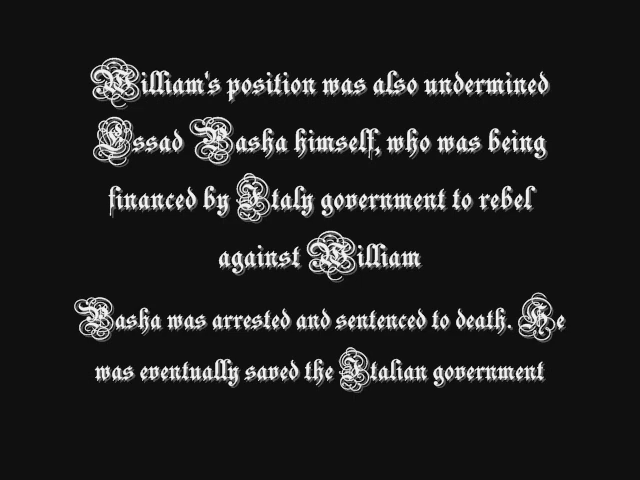 William's position was also undermined
Essad Pasha himself, who was being
financed by Italy government to rebel
against William
Pasha was arrested and sentenced to death. He
was eventually saved the Italian government